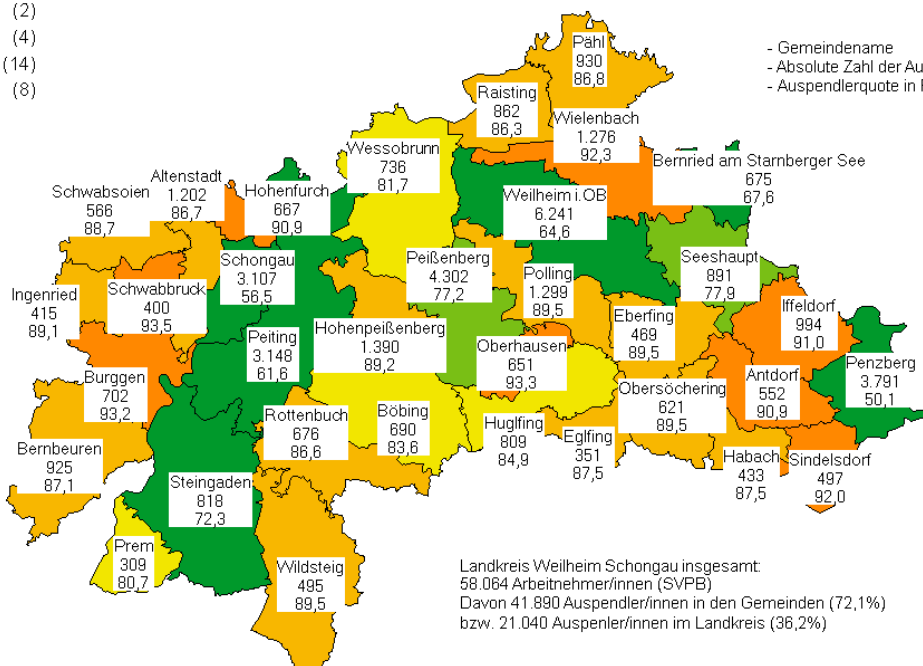 (2)
(4)
(14)
(8)
- Gemeindename
- Absolute Zahl der Au
- Auspendlerquote in
Pähl
930
86,8
Raisting
862
86,3
Wielenbach
1.276
92,3
Wessobrunn
736
81,7
Bernried am Starnberger See
675
67,6
Altenstadt
1.202
86,7
Schwabsoien
566
88,7
Hohenfurch
667
90,9
Weilheim i.OB
6.241
64,6
Schongau
3.107
56,5
Peißenberg
4.302
77,2
Polling
1.299
89,5
Seeshaupt
891
77,9
Ingenried
415
89,1
Schwabbruck
400
93,5
Iffeldorf
994
91,0
Peiting
3.148
61,6
Hohenpeißenberg
1.390
89,2
Oberhausen
651
93,3
Eberfing
469
89,5
Penzberg
3.791
50,1
Burggen
702
93,2
Antdorf
552
90,9
Obersöchering
621
89,5
Rottenbuch
676
86,6
Böbing
690
83,6
Huglfing
809
84,9
Eglfing
351
87,5
Habach
433
87,5
Sindelsdorf
497
92,0
Bernbeuren
925
87,1
Steingaden
818
72,3
Prem
309
80,7
Wildsteig
495
89,5
Landkreis Weilheim Schongau insgesamt:
58.064 Arbeitnehmer/innen (SVPB)
Davon 41.890 Auspendler/innen in den Gemeinden (72,1%)
bzw. 21.040 Auspenler/innen im Landkreis (36,2%)